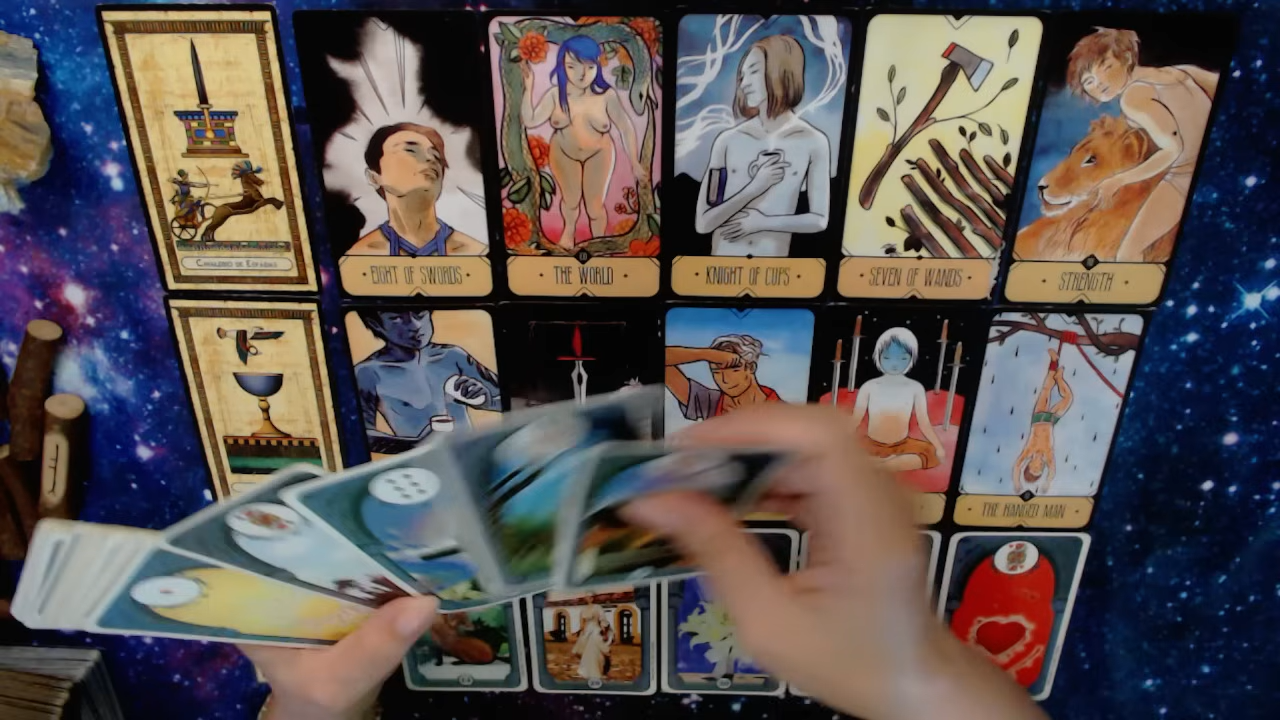 CABALLERO DE ESPADAS
EIGHT OF SWORDS
THE WORLD
KNIGHT OF CUPS
SEVEN OF WANDS
STRENGTH
THE HANGED MAN